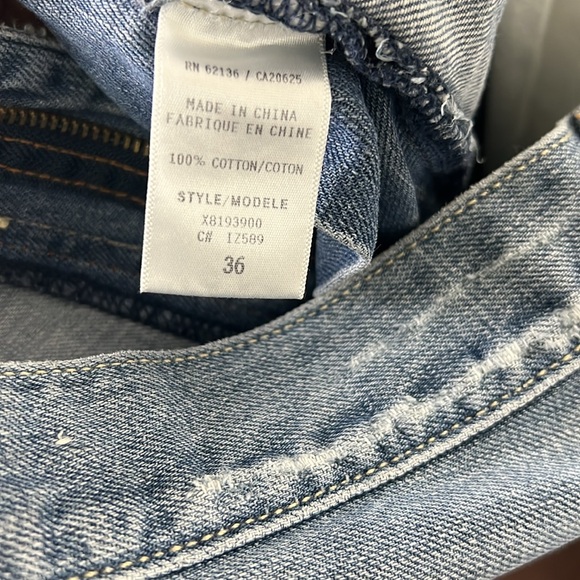 RN 62136 / CA20625
MADE IN CHINA
FABRIQUE EN CHINE
100% COTTON/COTON
STYLE/MODELE
X8193900
C# IZ589
36